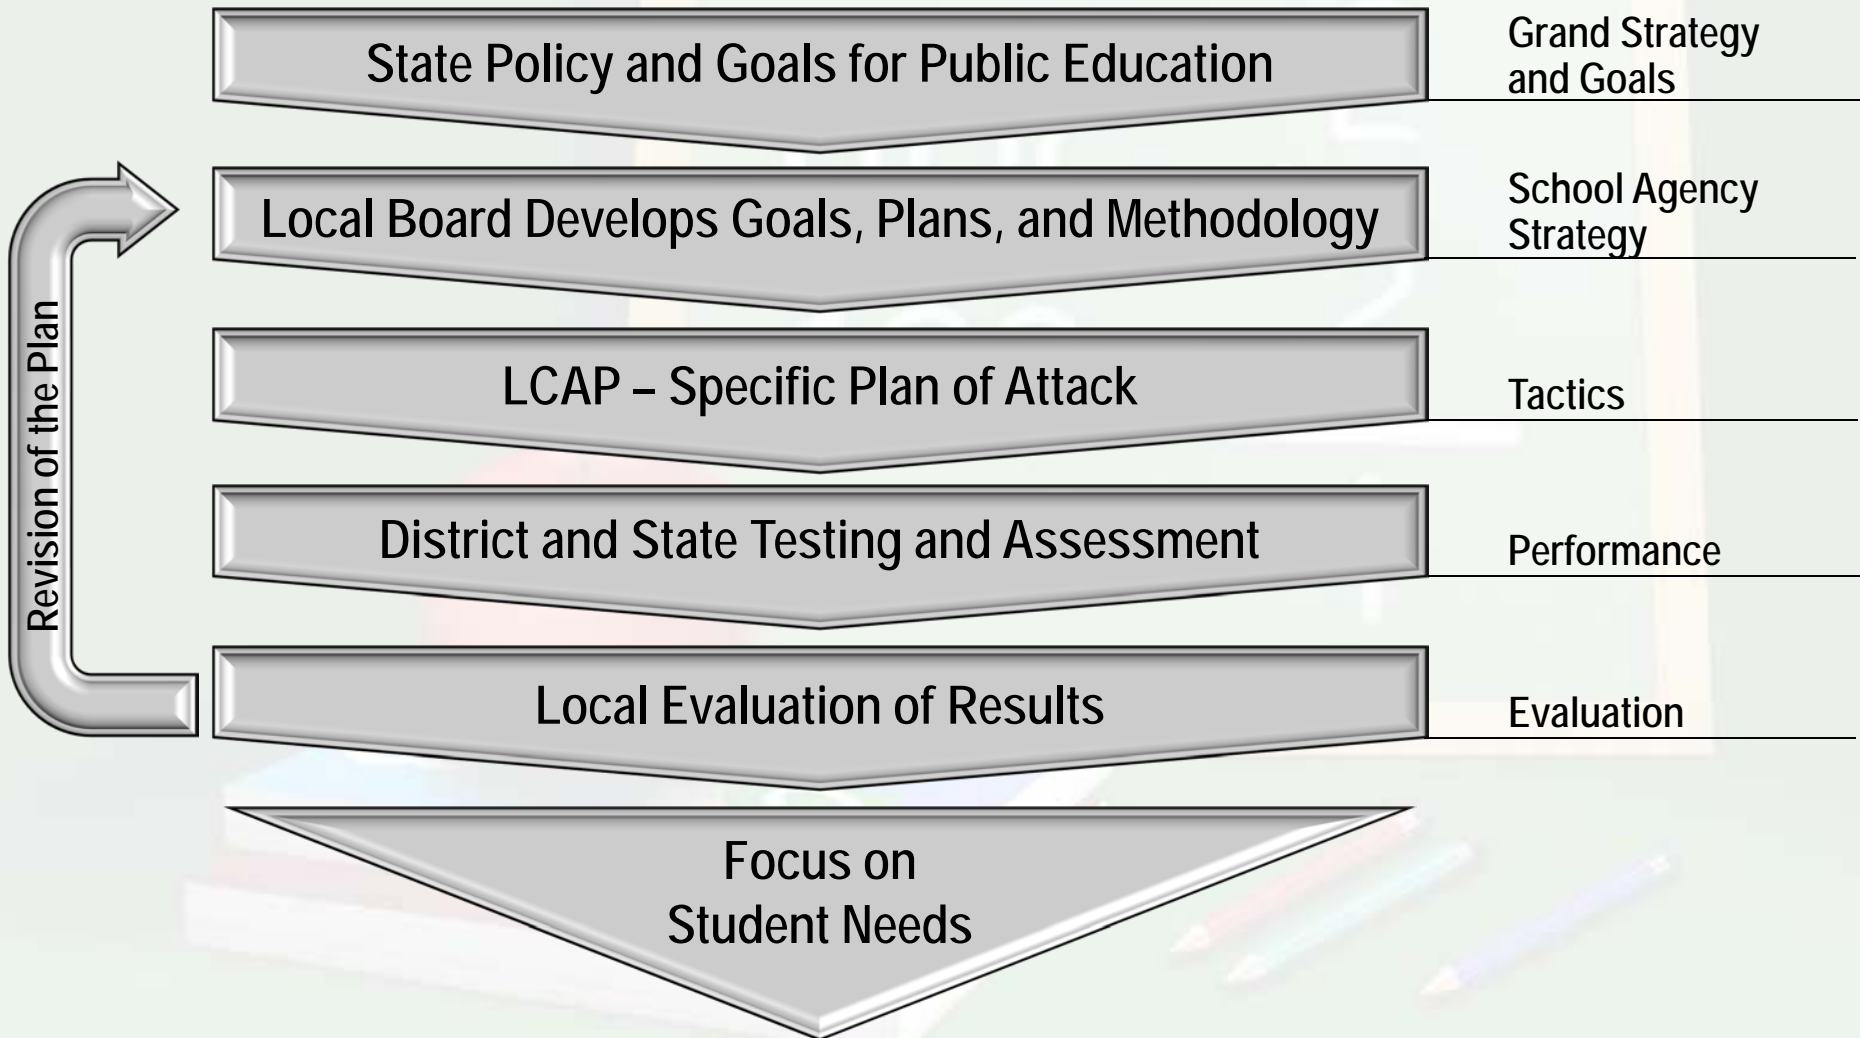 State Policy and Goals for Public Education
Grand Strategy
and Goals
Local Board Develops Goals, Plans, and Methodology
School Agency
Strategy
LCAP – Specific Plan of Attack
Tactics
District and State Testing and Assessment
Performance
Local Evaluation of Results
Evaluation
Revision of the Plan
Focus on
Student Needs